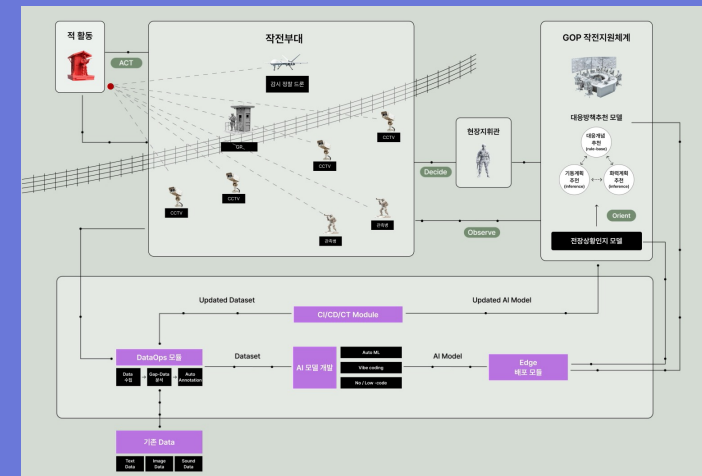 적 활동
ACT
작전부대
감시 정찰 드론
GP
CCTV
CCTV
CCTV
CCTV
관측병
관측병
Decide
현장지휘관
Observe
GOP 작전지원체계
대응방책추천 모델
대응개념
추천
(rule-base)
기동계획
추천
(inference)
화력계획
추천
(inference)
Orient
전장상황인지 모델
Updated Dataset
CI/CD/CT Module
Updated AI Model
DataOps 모듈
Data
수집
Gap-Data
분석
Auto
Annotation
Dataset
AI 모델 개발
Auto ML
Vibe coding
No / Low -code
AI Model
Edge
배포 모듈
기존 Data
Text
Data
Image
Data
Sound
Data